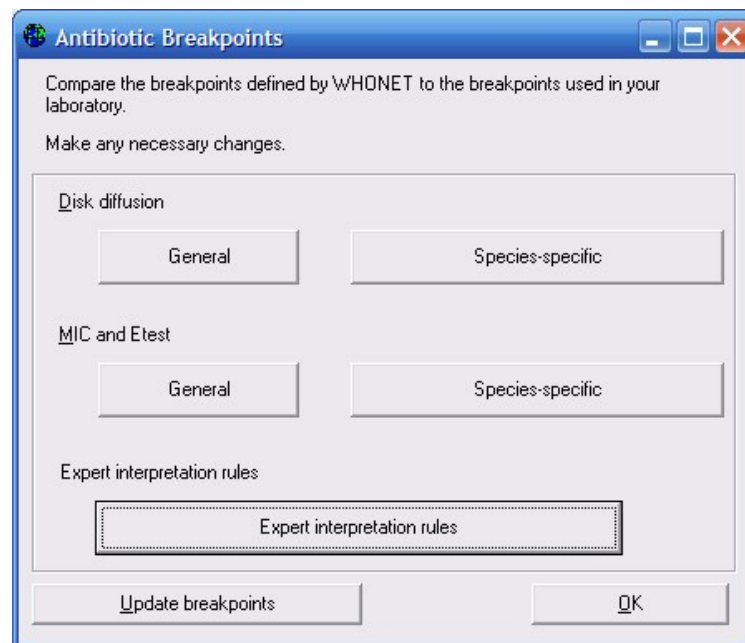 Antibiotic Breakpoints
Compare the breakpoints defined by WHONET to the breakpoints used in your
laboratory.
Make any necessary changes.
Disk diffusion
General Species-specific
MIC and Etest
General Species-specific
Expert interpretation rules
Expert interpretation rules
Update breakpoints OK